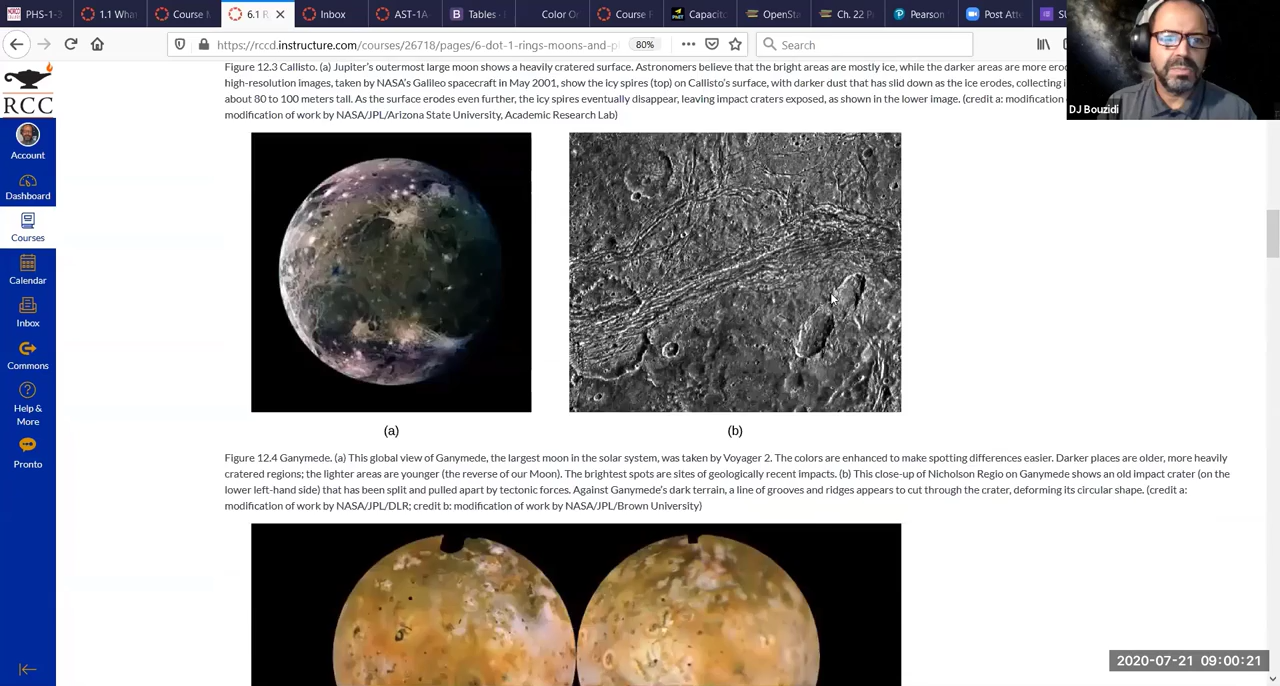 PHS-1-3
1.1 Wha
Course
6.1 R
Inbox
AST-1A
Tables -
Color O
Course R
Capacit
OpenSta
Ch. 22 P
Pearson
Post Att
SU
https://rccd.instructure.com/courses/26718/pages/6-dot-1-rings-moons-and-p
80%
Search
DJ Bouzidi
RCC
Account
Dashboard
Courses
Calendar
Inbox
Commons
Help &
More
Pronto
Figure 12.3 Callisto. (a) Jupiter's outermost large moon shows a heavily cratered surface. Astronomers believe that the bright areas are mostly ice, while the darker areas are more erod
high-resolution images, taken by NASA's Galileo spacecraft in May 2001, show the icy spires (top) on Callisto's surface, with darker dust that has slid down as the ice erodes, collecting i
about 80 to 100 meters tall. As the surface erodes even further, the icy spires eventually disappear, leaving impact craters exposed, as shown in the lower image. (credit a: modification
modification of work by NASA/JPL/Arizona State University, Academic Research Lab)
(a)
(b)
Figure 12.4 Ganymede. (a) This global view of Ganymede, the largest moon in the solar system, was taken by Voyager 2. The colors are enhanced to make spotting differences easier. Darker places are older, more heavily
cratered regions; the lighter areas are younger (the reverse of our Moon). The brightest spots are sites of geologically recent impacts. (b) This close-up of Nicholson Regio on Ganymede shows an old impact crater (on the
lower left-hand side) that has been split and pulled apart by tectonic forces. Against Ganymede's dark terrain, a line of grooves and ridges appears to cut through the crater, deforming its circular shape. (credit a:
modification of work by NASA/JPL/DLR; credit b: modification of work by NASA/JPL/Brown University)
2020-07-21 09:00:21